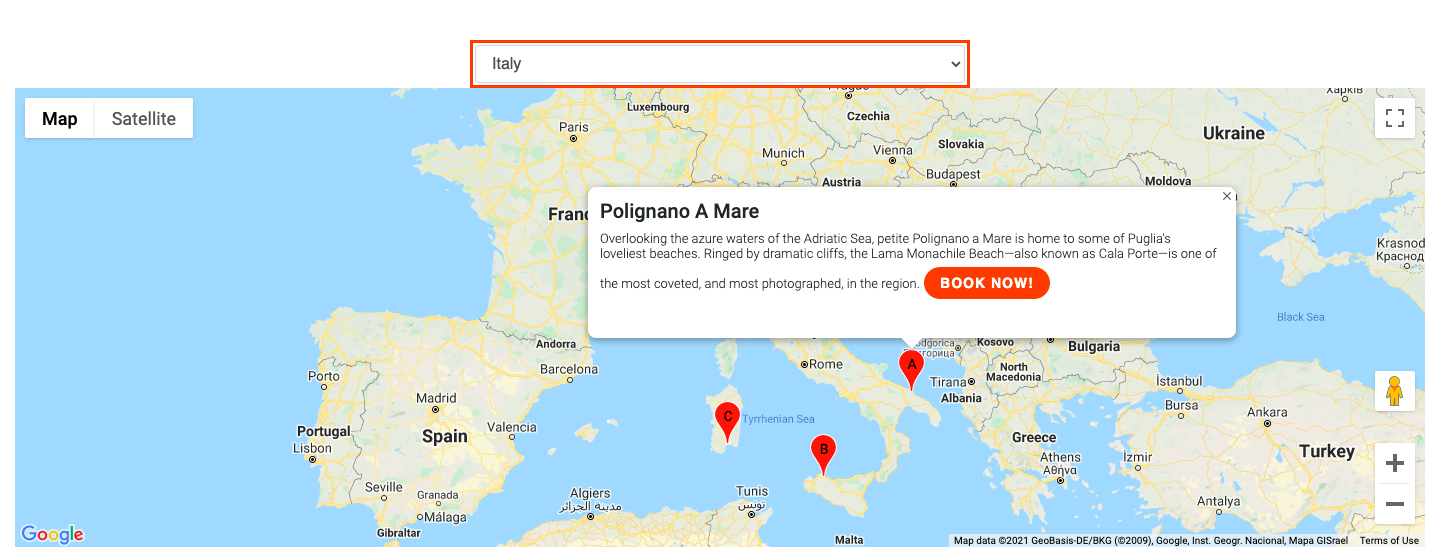 Italy
Map
Satellite
Luxembourg
Prague
Харків
Paris
Czechia
Ukraine
Munich
Vienna
Slovakia
Austria
Budapest
Moldova
Franc
Polignano A Mare
×
Overlooking the azure waters of the Adriatic Sea, petite Polignano a Mare is home to some of Puglia's
loveliest beaches. Ringed by dramatic cliffs, the Lama Monachile Beach—also known as Cala Porte—is one of
the most coveted, and most photographed, in the region. BOOK NOW!
Krasnod
Краснод
Black Sea
Andorra
Barcelona
Porto
Madrid
Portugal
Lisbon
Spain
Valencia
Seville
Granada
Málaga
Gibraltar
Rome
Tyrrhenian Sea
A
B
C
Podgorica
Подгорица
Kosovo
Bulgaria
North
Macedonia
Tirana
Albania
Greece
Athens
Αθήνα
İstanbul
Bursa
Ankara
İzmir
Turkey
Antalya
Algiers
مدينة الجزائر
Tunis
تونس
Malta
Google
Map data ©2021 GeoBasis-DE/BKG (©2009), Google, Inst. Geogr. Nacional, Mapa GISrael
Terms of Use